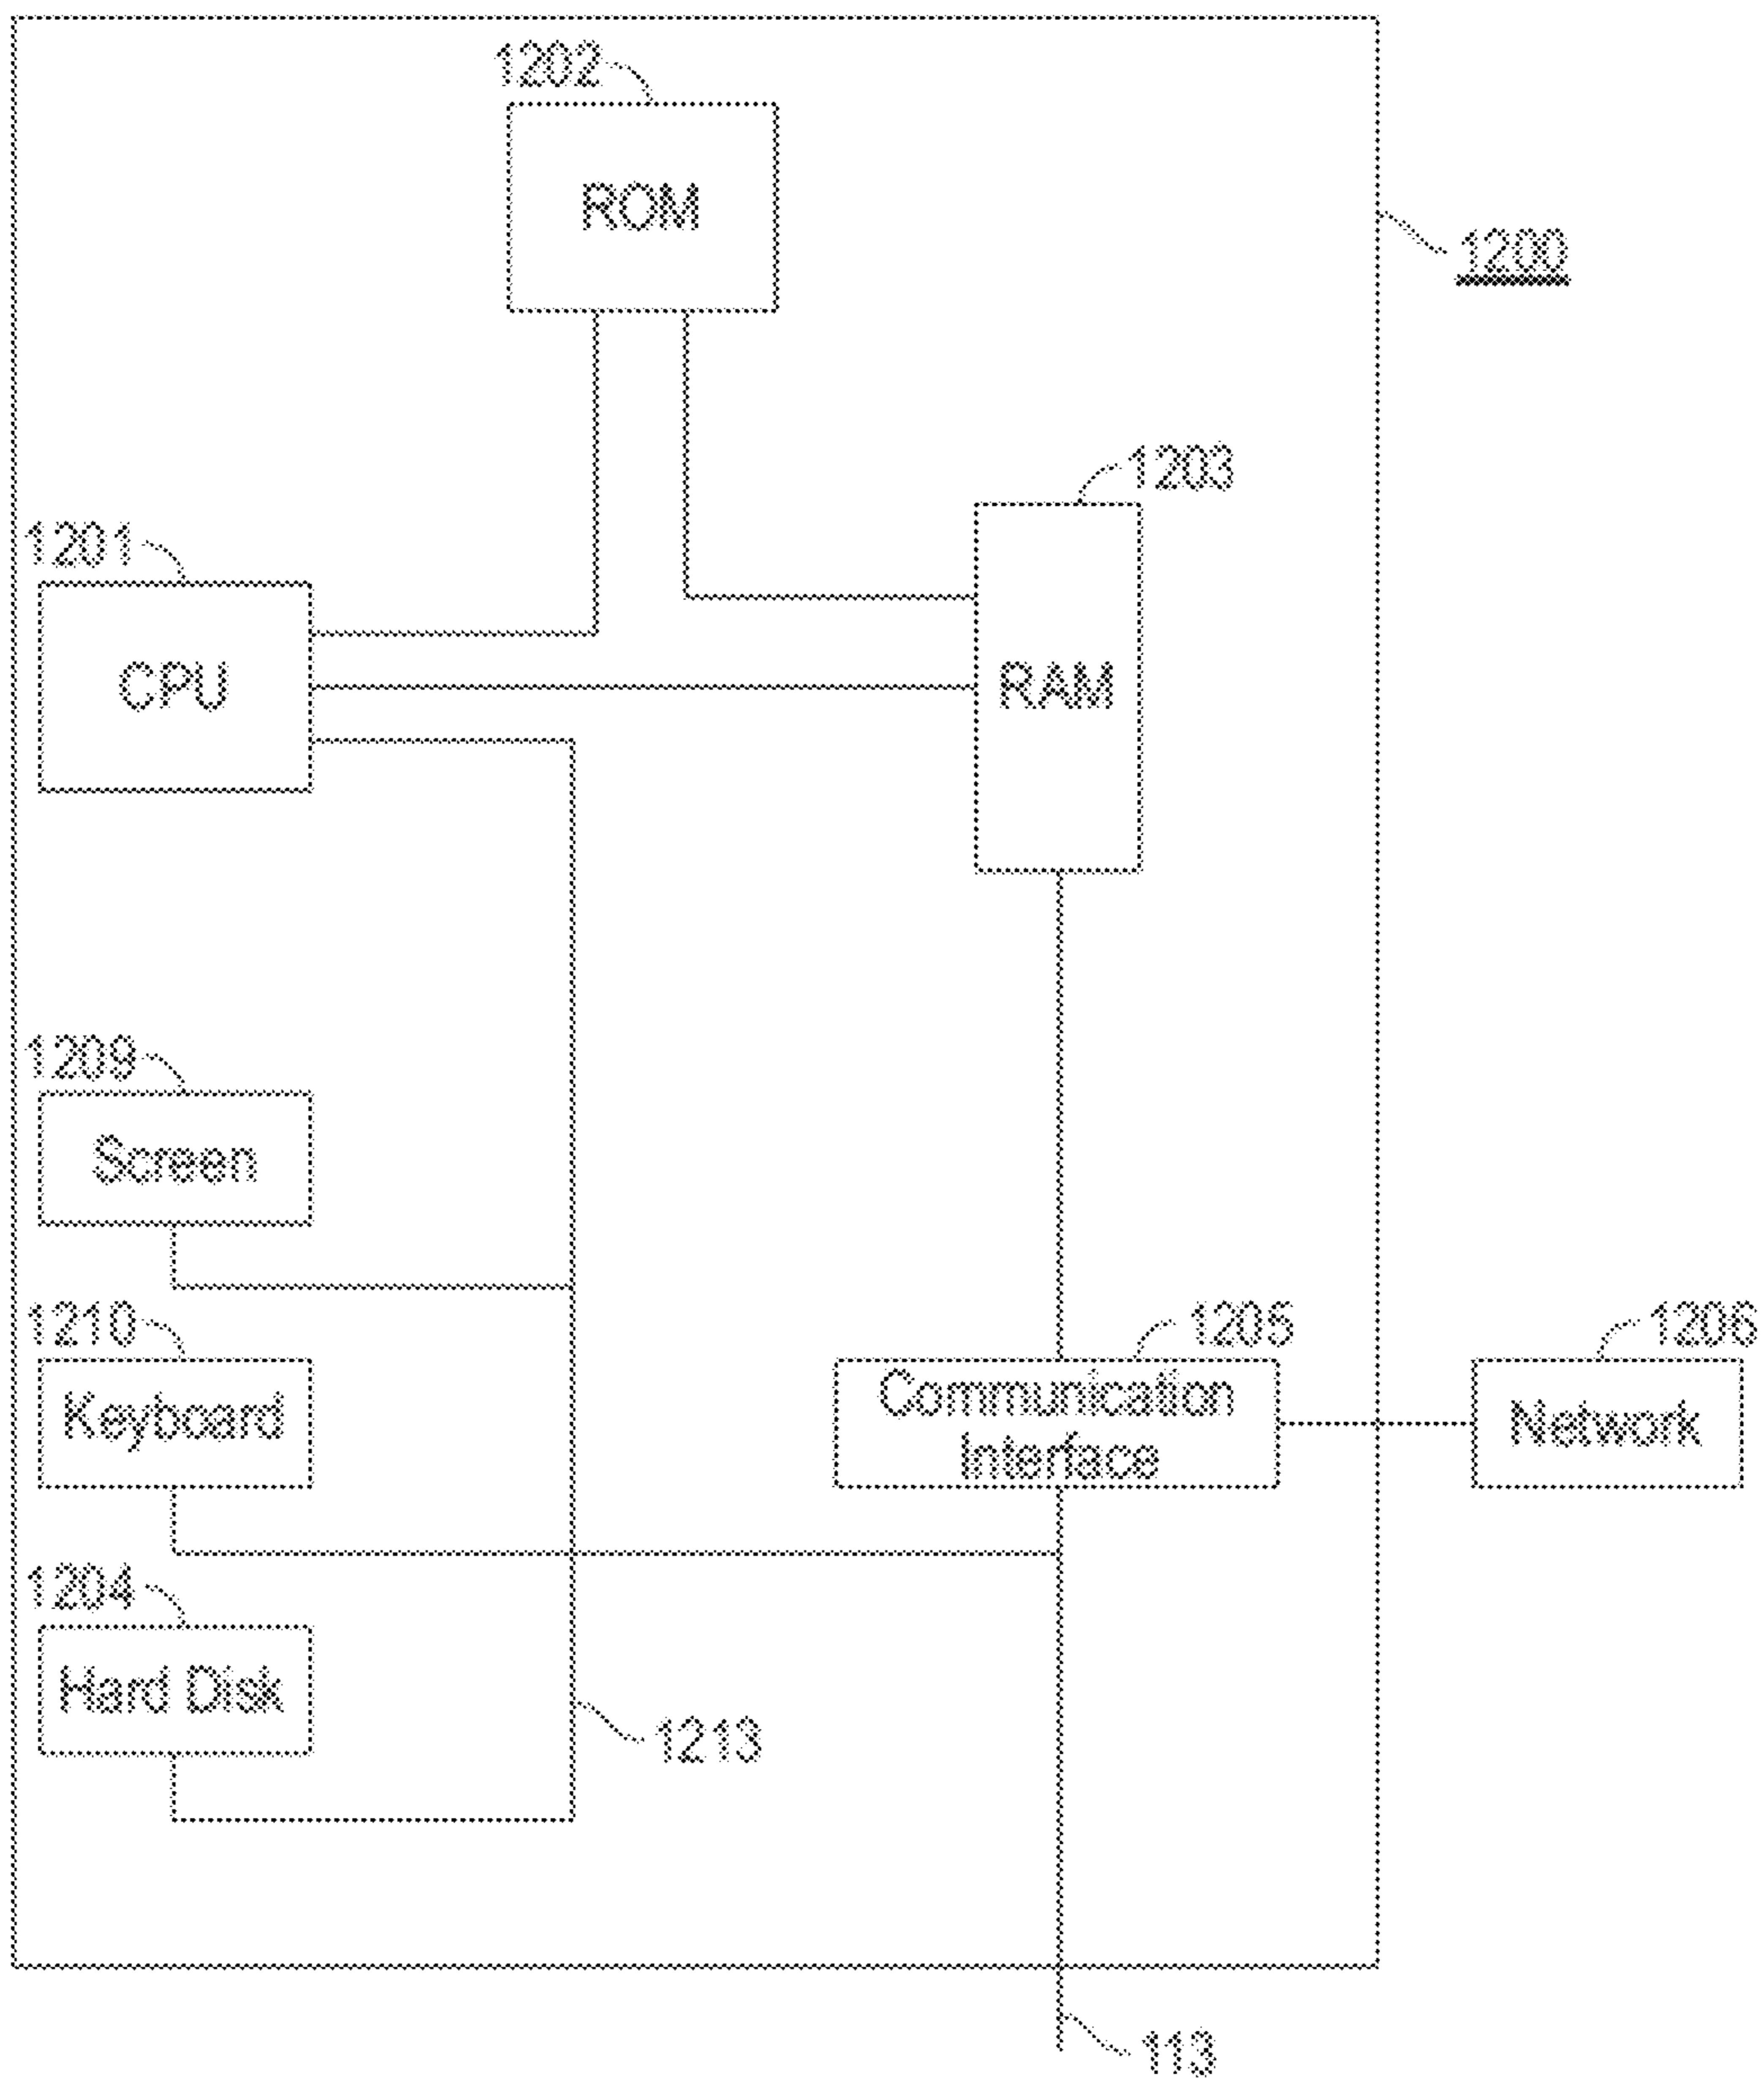 1202
ROM
1200
1203
1201
CPU
RAM
1209
Screen
1210
1205
1206
Keyboard
Communication
Interface
Network
1204
Hard Disk
1213
113